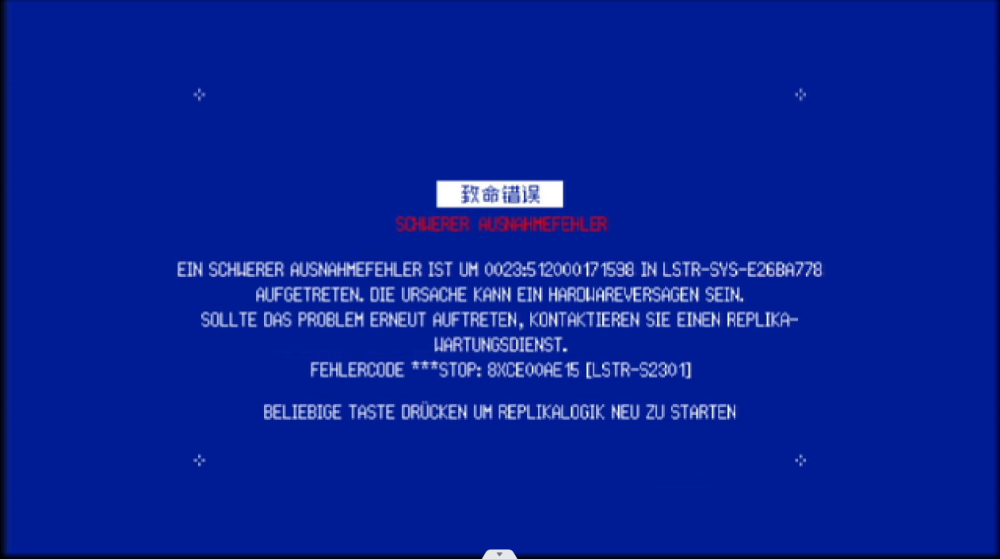 致命错误
SCHWERER AUSNAHMEFEHLER
EIN SCHWERER AUSNAHMEFEHLER IST UM 0023:512000171598 IN LSTR-SYS-E26BA778
AUFGETRETEN. DIE URSACHE KANN EIN HARDWAREVERSAGEN SEIN.
SOLLTE DAS PROBLEM ERNEUT AUFTRETEN, KONTAKTIEREN SIE EINEN REPLIKA-
WARTUNGSDIENST.
FEHLERCODE ***STOP: 8XCE00AE15 [LSTR-S2301]
BELIEBIGE TASTE DRÜCKEN UM REPLIKALOGIK NEU ZU STARTEN